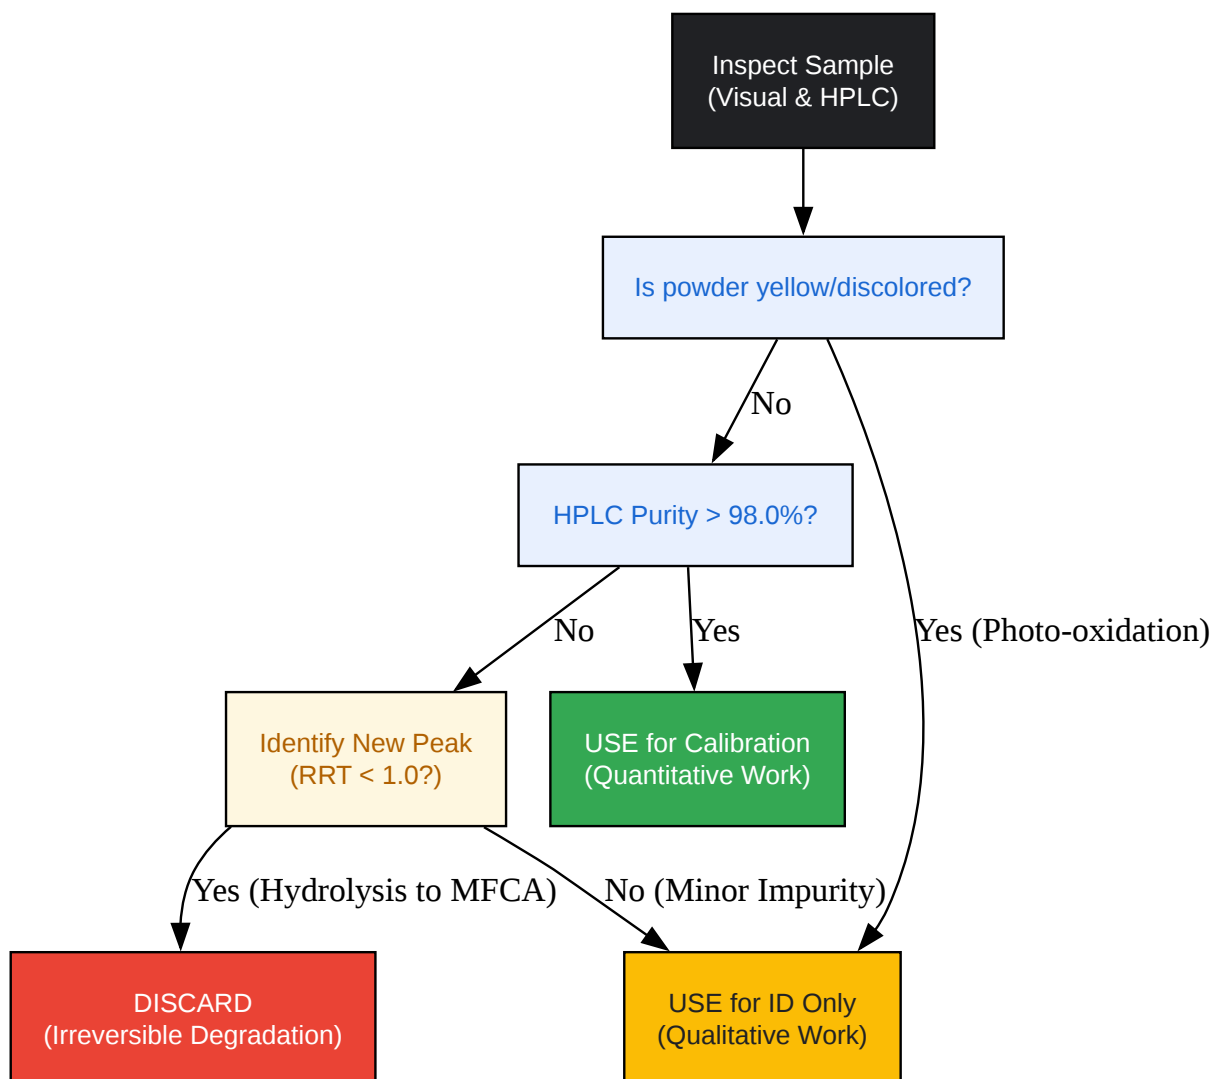 Inspect Sample
(Visual & HPLC)
Is powder yellow/discolored?
No
HPLC Purity > 98.0%?
No
Yes
Yes (Photo-oxidation)
Identify New Peak
(RRT < 1.0?)
USE for Calibration
(Quantitative Work)
Yes (Hydrolysis to MFCA)
No (Minor Impurity)
DISCARD
(Irreversible Degradation)
USE for ID Only
(Qualitative Work)